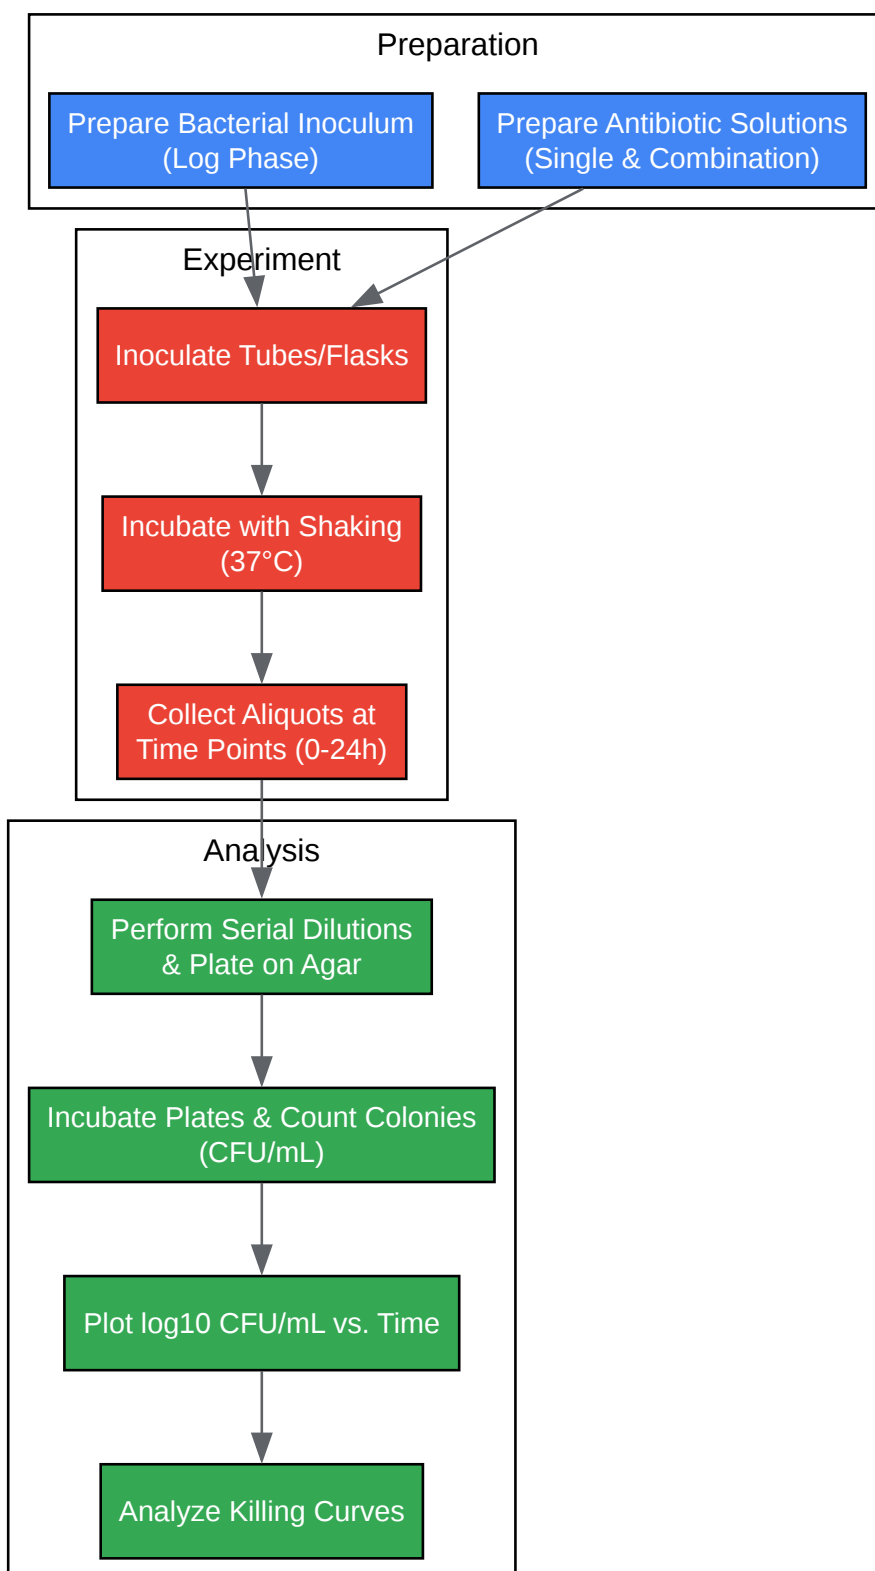 Preparation
Prepare Bacterial Inoculum
(Log Phase)
Prepare Antibiotic Solutions
(Single & Combination)
Experiment
Inoculate Tubes/Flasks
Incubate with Shaking
(37°C)
Collect Aliquots at
Time Points (0-24h)
Analysis
Perform Serial Dilutions
& Plate on Agar
Incubate Plates & Count Colonies
(CFU/mL)
Plot log10 CFU/mL vs. Time
Analyze Killing Curves